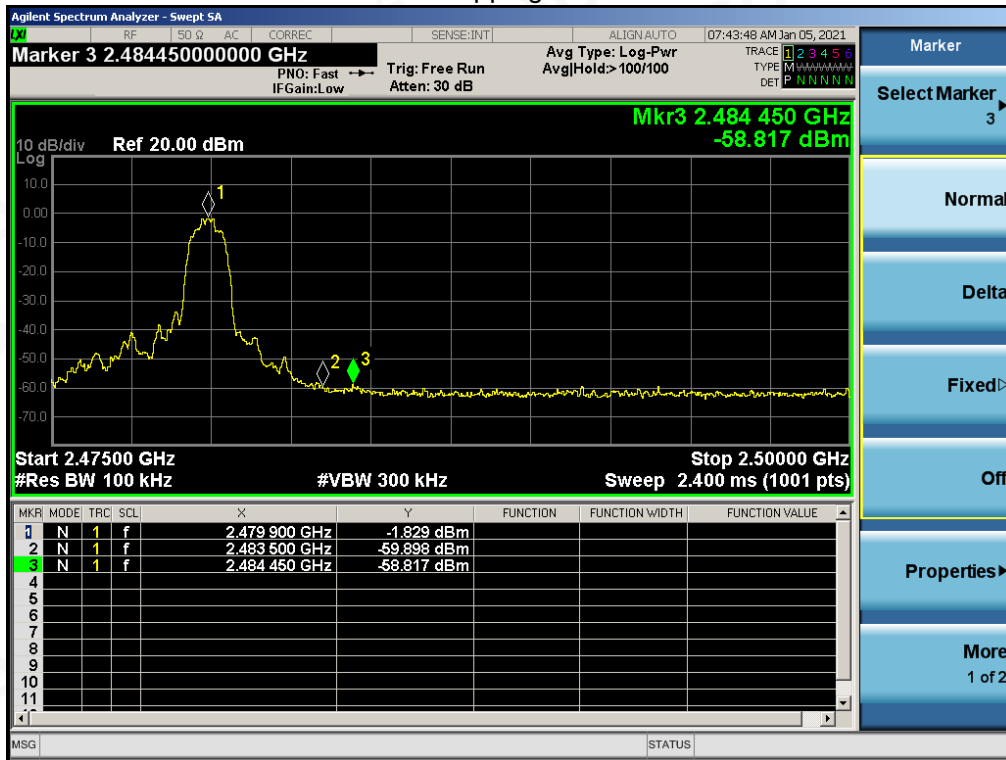 Agilent Spectrum Analyzer - Swept SA
LXI RF 50 Ω AC CORREC SENSE:INT ALIGN AUTO 07:43:48 AM Jan 05, 2021
Marker 3 2.484450000000 GHz
PNO: Fast
IFGain:Low
Trig: Free Run
Atten: 30 dB
Avg Type: Log-Pwr
Avg|Hold:>100/100
TRACE 1 2 3 4 5 6
TYPE M W W W W W
DET P N N N N N
Mkr3 2.484 450 GHz
-58.817 dBm
10 dB/div Ref 20.00 dBm
Log
10.0
0.00
-10.0
-20.0
-30.0
-40.0
-50.0
-60.0
-70.0
1
2
3
Start 2.47500 GHz Stop 2.50000 GHz
#Res BW 100 kHz #VBW 300 kHz Sweep 2.400 ms (1001 pts)
MKR MODE TRC SCL X Y FUNCTION FUNCTION WIDTH FUNCTION VALUE
1 N 1 f 2.479 900 GHz -1.829 dBm
2 N 1 f 2.483 500 GHz -59.898 dBm
3 N 1 f 2.484 450 GHz -58.817 dBm
4
5
6
7
8
9
10
11
MSG STATUS
Marker
Select Marker
3
Normal
Delta
Fixed
Off
Properties
More
1 of 2